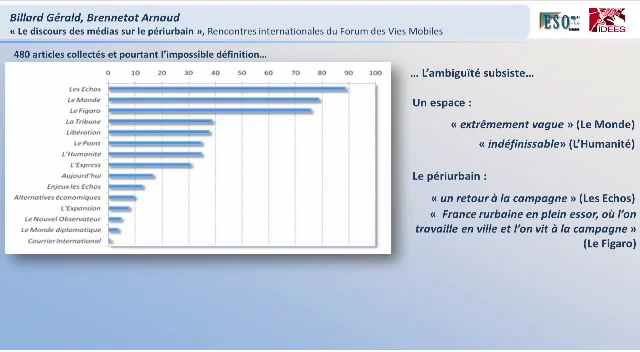 Billard Gérald, Brennetot Arnaud
« Le discours des médias sur le périurbain », Rencontres internationales du Forum des Vies Mobiles
ESO
IDEES
480 articles collectés et pourtant l'impossible définition…
0 10 20 30 40 50 60 70 80 90 100
Les Echos
Le Monde
Le Figaro
La Tribune
Libération
Le Point
L'Humanité
L'Express
Aujourd'hui
Enjeux les Echos
Alternatives économiques
L'Expansion
Le Nouvel Observateur
Le Monde diplomatique
Courrier International
… L'ambiguïté subsiste…
Un espace :
« extrêmement vague » (Le Monde)
« indéfinissable» (L'Humanité)
Le périurbain :
« un retour à la campagne » (Les Echos)
« France rurbaine en plein essor, où l'on
travaille en ville et l'on vit à la campagne »
(Le Figaro)